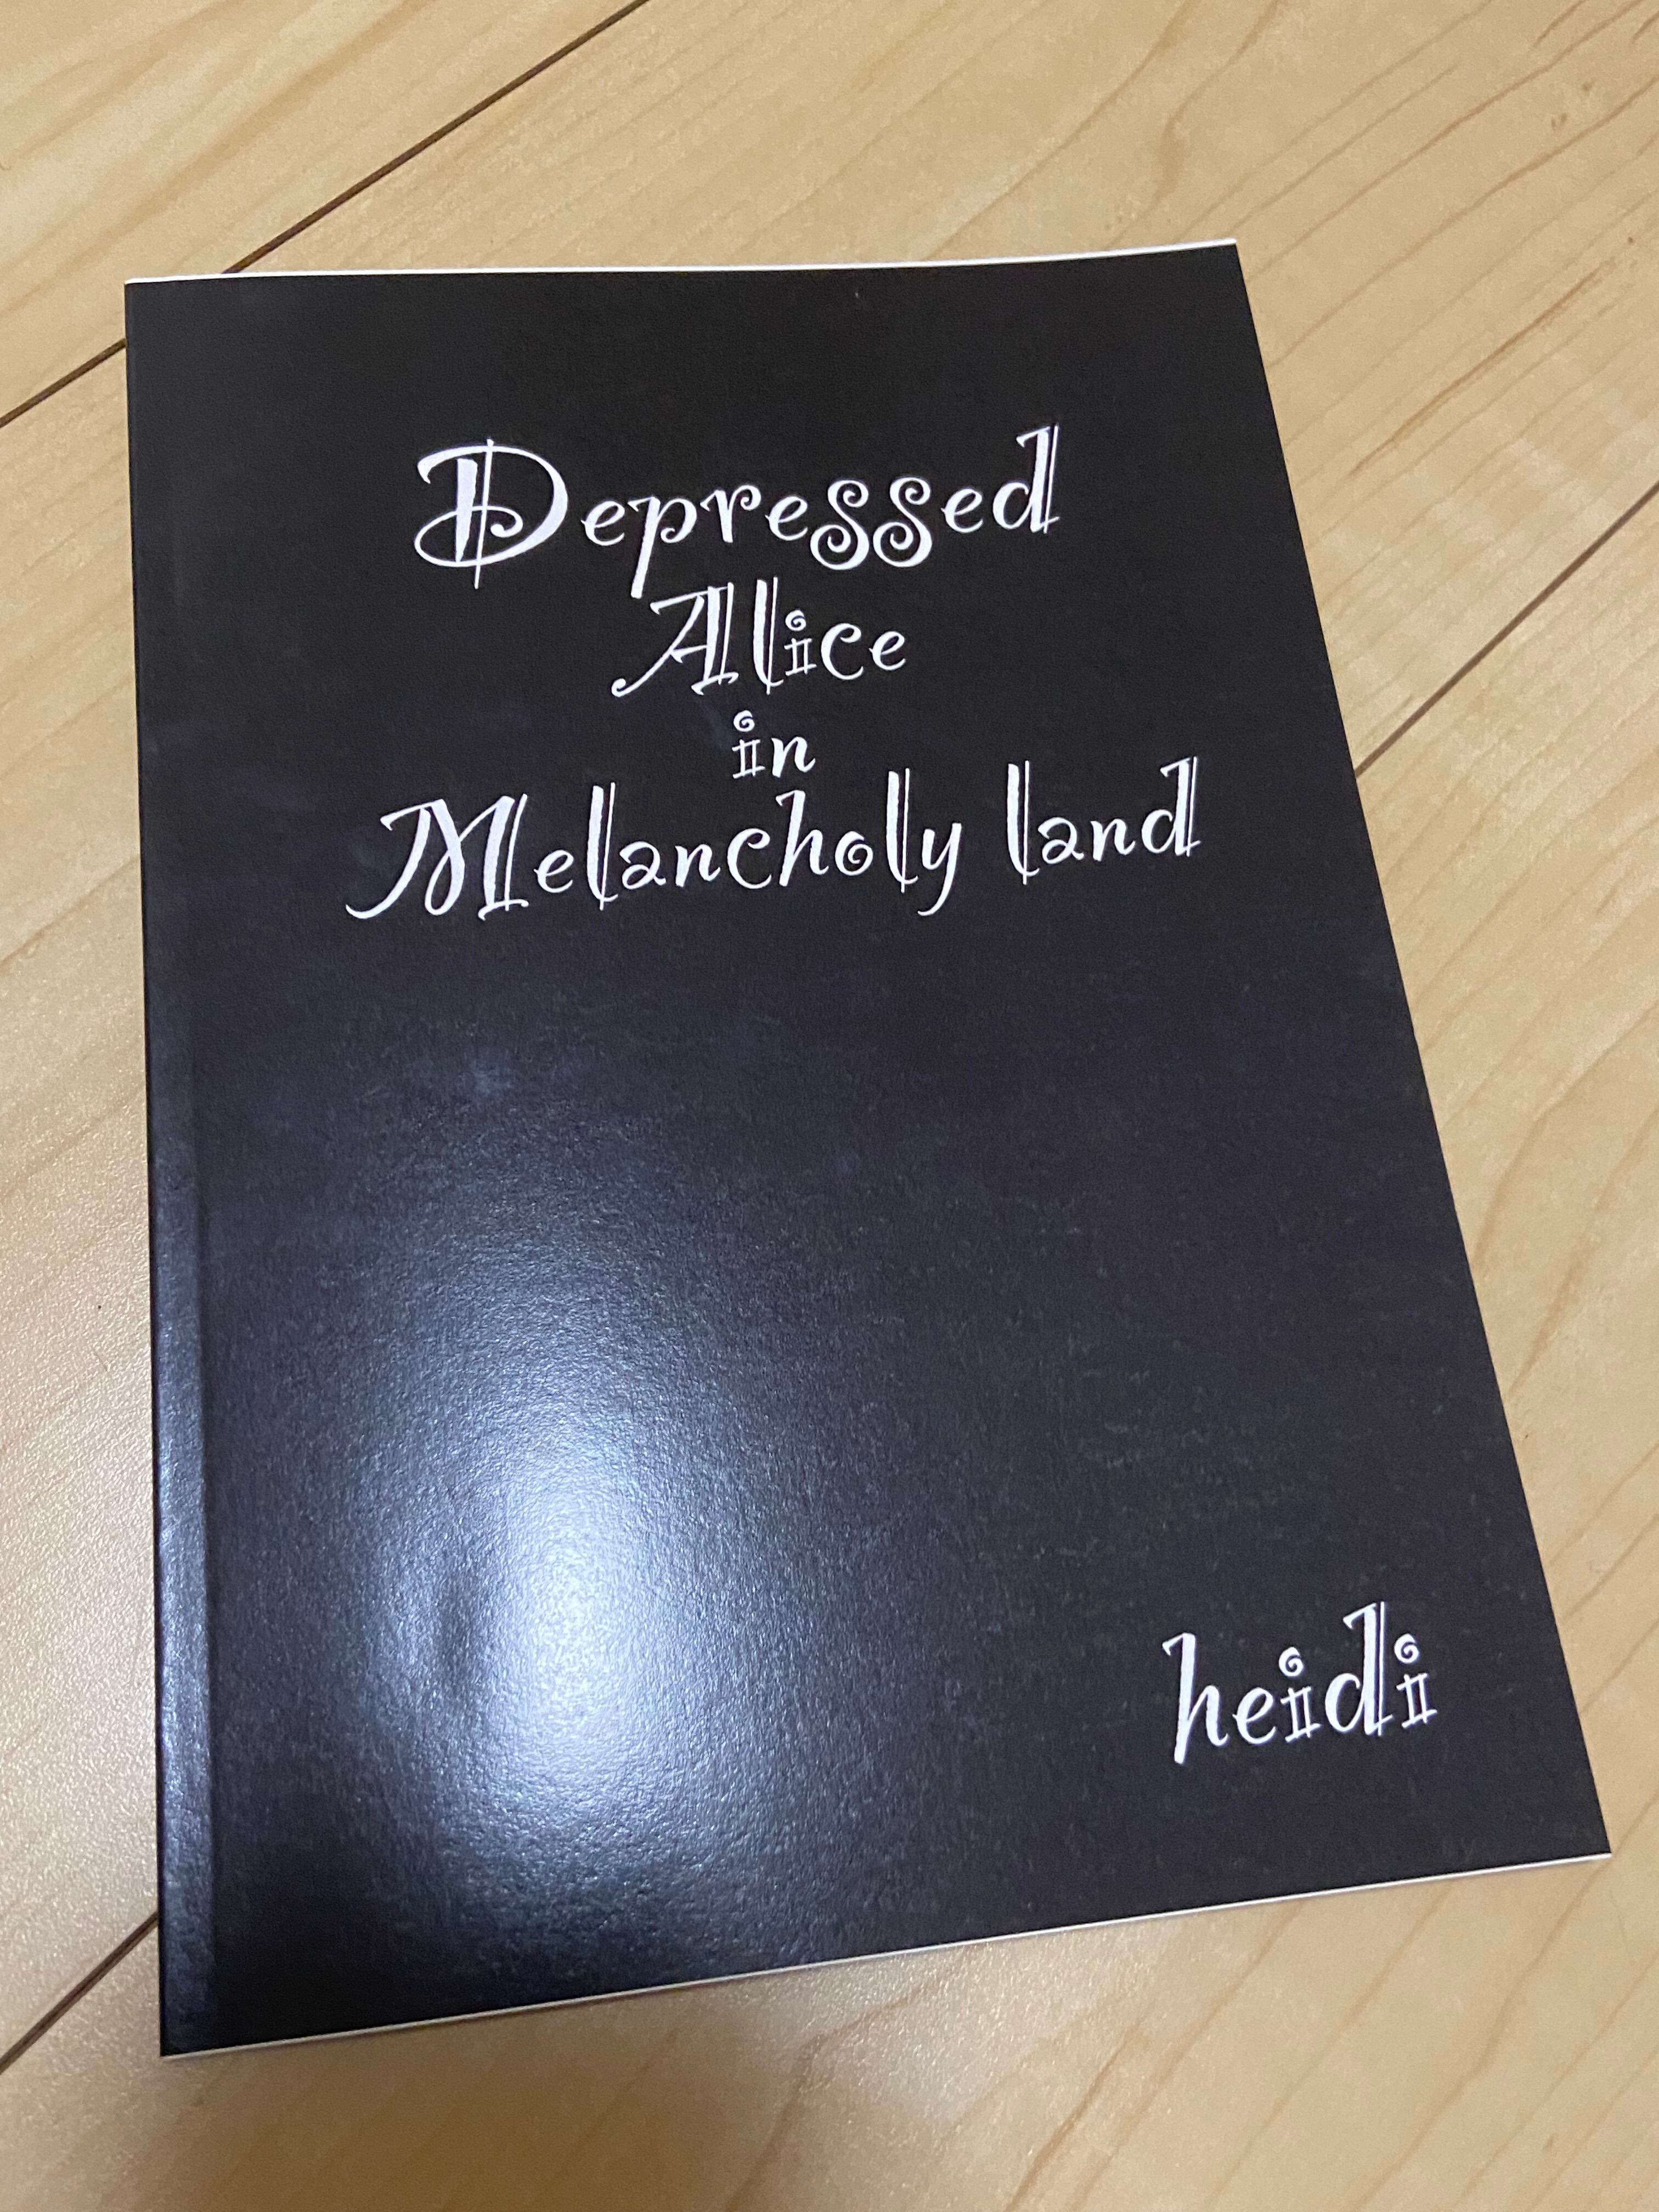 Depressed
Alice
in
Melancholy land
heidi